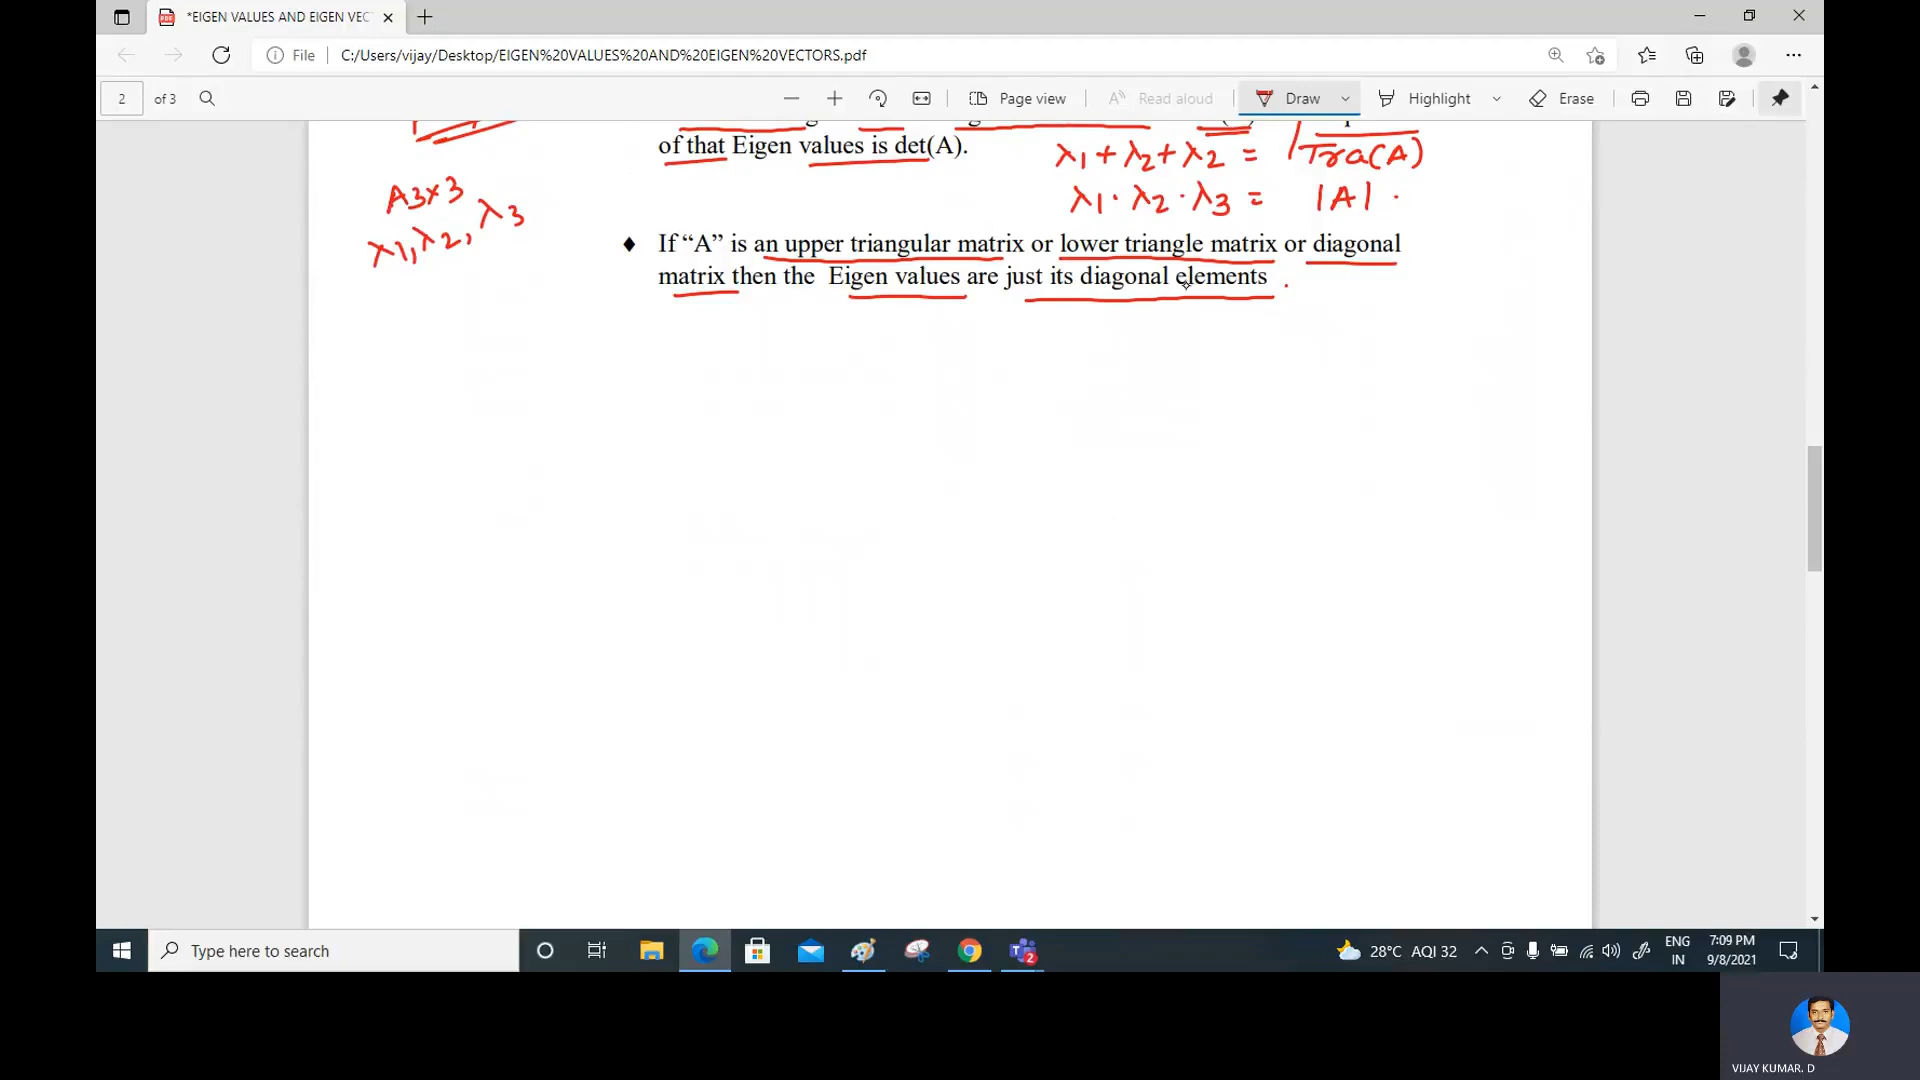 *EIGEN VALUES AND EIGEN VEC
File C:/Users/vijay/Desktop/EIGEN%20VALUES%20AND%20EIGEN%20VECTORS.pdf
2 of 3 Page view Read aloud Draw Highlight Erase
of that Eigen values is det(A).
λ1 + λ2 + λ2 = Tra(A)
λ1 · λ2 · λ3 = |A| ·
A3×3
λ1, λ2, λ3
♦ If “A” is an upper triangular matrix or lower triangle matrix or diagonal
matrix then the Eigen values are just its diagonal elements .
Type here to search
2
28°C AQI 32
ENG
IN
7:09 PM
9/8/2021
VIJAY KUMAR. D